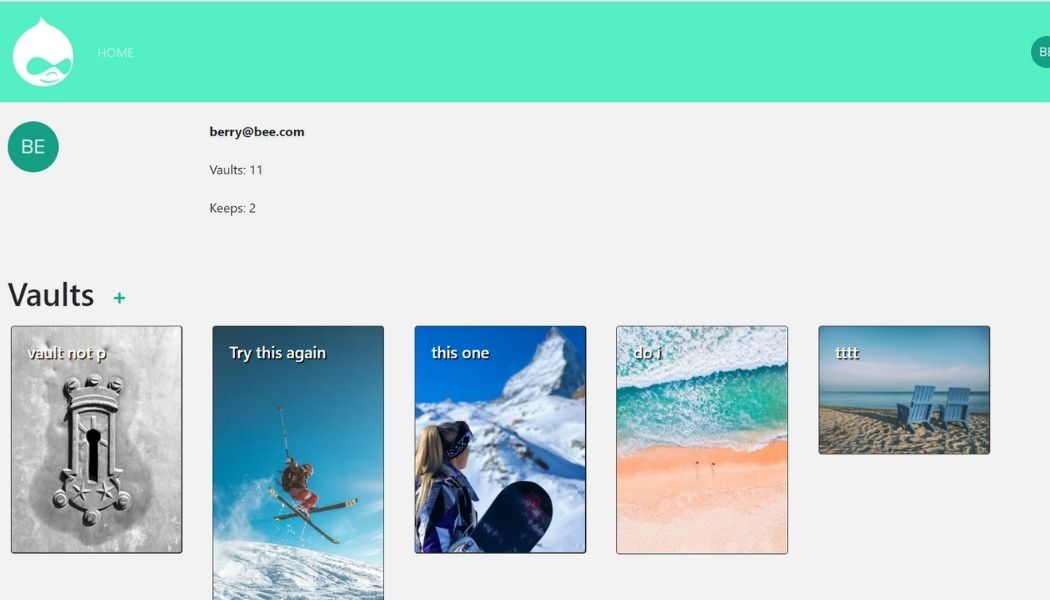 HOME
BE
BE
berry@bee.com
Vaults: 11
Keeps: 2
Vaults +
vault not p
Try this again
this one
do i
tttt